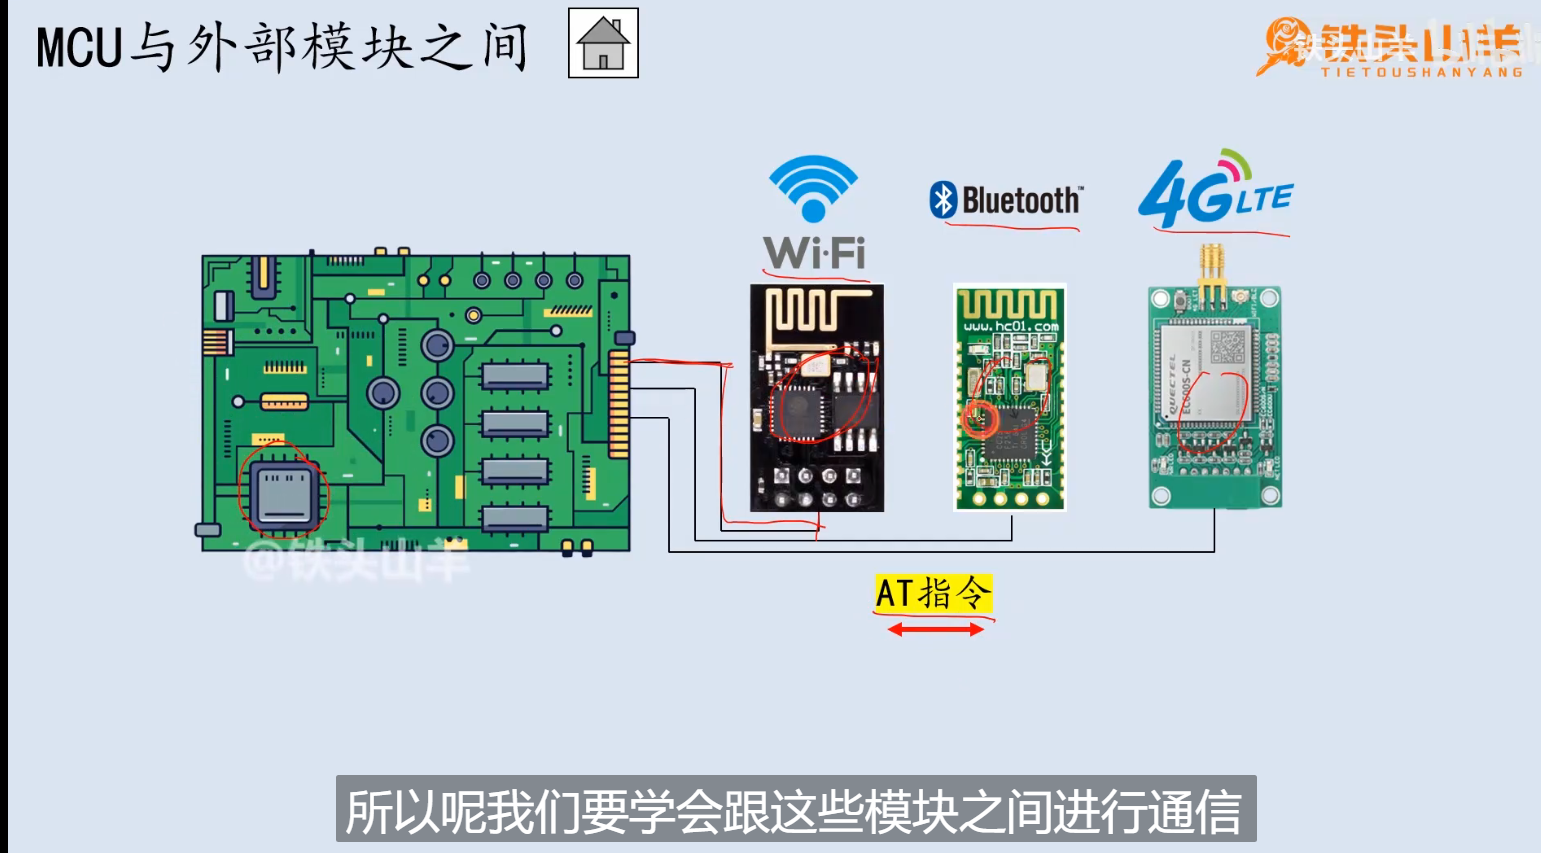 MCU与外部模块之间
铁头山羊
TIETOUSHANYANG
Wi-Fi
Bluetooth™
4G LTE
www.hc01.com
QUECTEL
EC600S-CN
@铁头山羊
AT指令
所以呢我们要学会跟这些模块之间进行通信